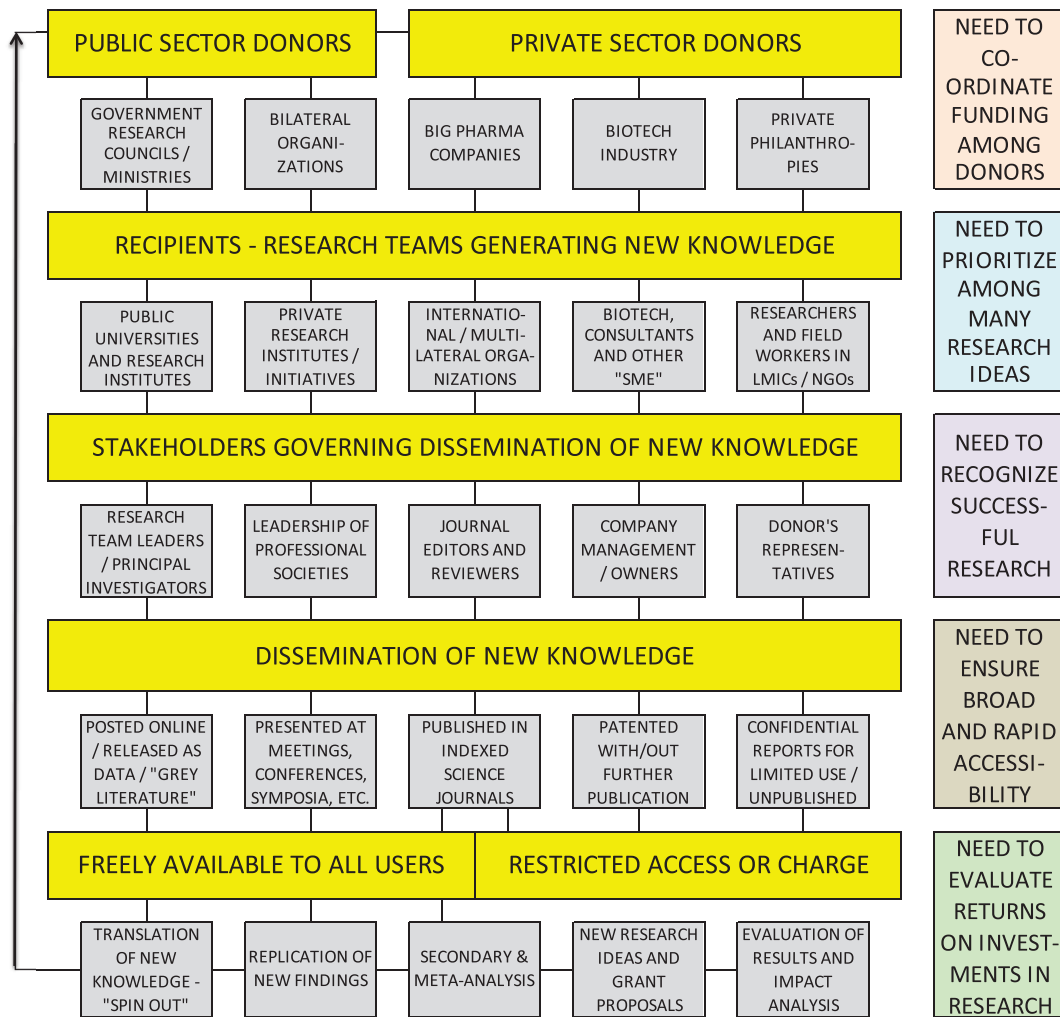 PUBLIC SECTOR DONORS
PRIVATE SECTOR DONORS
NEED TO
CO-
ORDINATE
FUNDING
AMONG
DONORS
GOVERNMENT
RESEARCH
COUNCILS /
MINISTRIES
BILATERAL
ORGANI-
ZATIONS
BIG PHARMA
COMPANIES
BIOTECH
INDUSTRY
PRIVATE
PHILANTHRO-
PIES
RECIPIENTS - RESEARCH TEAMS GENERATING NEW KNOWLEDGE
NEED TO
PRIORITIZE
AMONG
MANY
RESEARCH
IDEAS
PUBLIC
UNIVERSITIES
AND RESEARCH
INSTITUTES
PRIVATE
RESEARCH
INSTITUTES /
INITIATIVES
INTERNATIO-
NAL / MULTI-
LATERAL ORGA-
NIZATIONS
BIOTECH,
CONSULTANTS
AND OTHER
"SME"
RESEARCHERS
AND FIELD
WORKERS IN
LMICs / NGOs
STAKEHOLDERS GOVERNING DISSEMINATION OF NEW KNOWLEDGE
NEED TO
RECOGNIZE
SUCCESS-
FUL
RESEARCH
RESEARCH
TEAM LEADERS
/ PRINCIPAL
INVESTIGATORS
LEADERSHIP OF
PROFESSIONAL
SOCIETIES
JOURNAL
EDITORS AND
REVIEWERS
COMPANY
MANAGEMENT
/ OWNERS
DONOR'S
REPRESEN-
TATIVES
DISSEMINATION OF NEW KNOWLEDGE
NEED TO
ENSURE
BROAD
AND RAPID
ACCESSI-
BILITY
POSTED ONLINE
/ RELEASED AS
DATA / "GREY
LITERATURE"
PRESENTED AT
MEETINGS,
CONFERENCES,
SYMPOSIA, ETC.
PUBLISHED IN
INDEXED
SCIENCE
JOURNALS
PATENTED
WITH/OUT
FURTHER
PUBLICATION
CONFIDENTIAL
REPORTS FOR
LIMITED USE /
UNPUBLISHED
FREELY AVAILABLE TO ALL USERS
RESTRICTED ACCESS OR CHARGE
NEED TO
EVALUATE
RETURNS
ON INVEST-
MENTS IN
RESEARCH
TRANSLATION
OF NEW
KNOWLEDGE -
"SPIN OUT"
REPLICATION OF
NEW FINDINGS
SECONDARY &
META-ANALYSIS
NEW RESEARCH
IDEAS AND
GRANT
PROPOSALS
EVALUATION OF
RESULTS AND
IMPACT
ANALYSIS